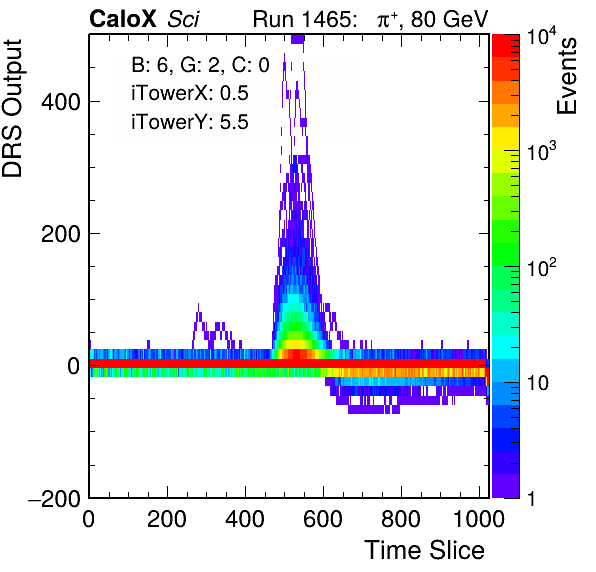 CaloX Sci Run 1465: π⁺, 80 GeV
B: 6, G: 2, C: 0
iTowerX: 0.5
iTowerY: 5.5
DRS Output
400
200
0
−200
0 200 400 600 800 1000
Time Slice
Events
10⁴
10³
10²
10
1